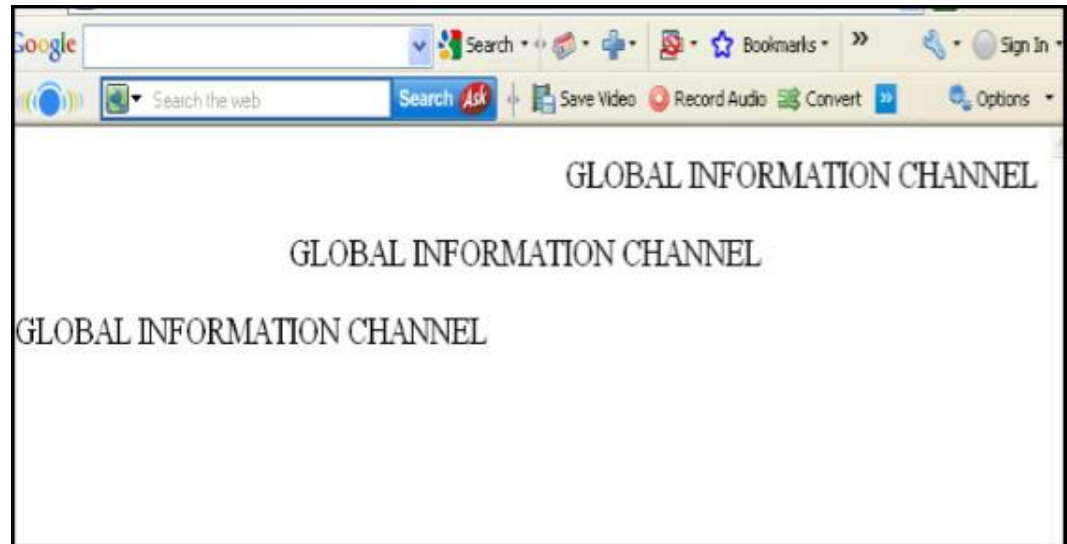 Google Search Bookmarks » Sign In
Search the web Search Ask Save Video Record Audio Convert » Options
GLOBAL INFORMATION CHANNEL
GLOBAL INFORMATION CHANNEL
GLOBAL INFORMATION CHANNEL